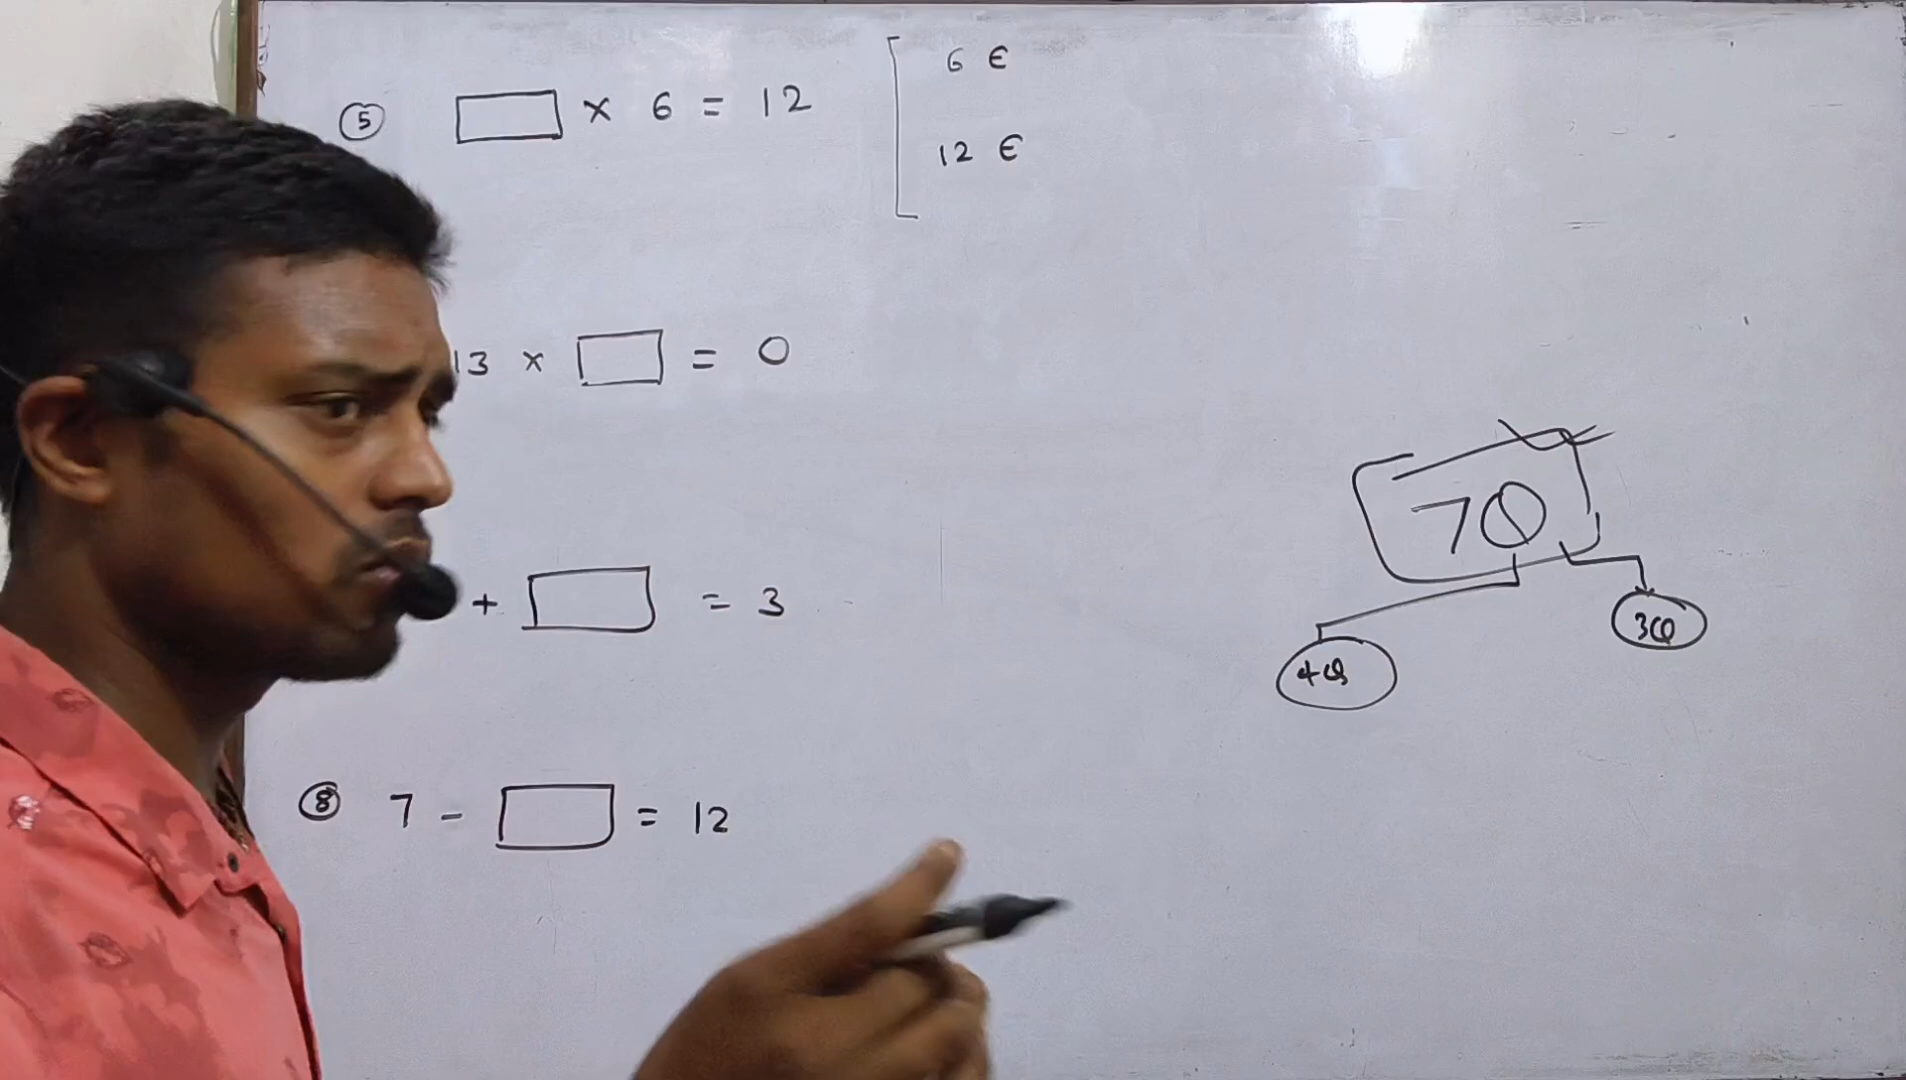 ⑤ □ × 6 = 12
6 €
12 €
13 × □ = 0
+ □ = 3
⑧ 7 - □ = 12
70